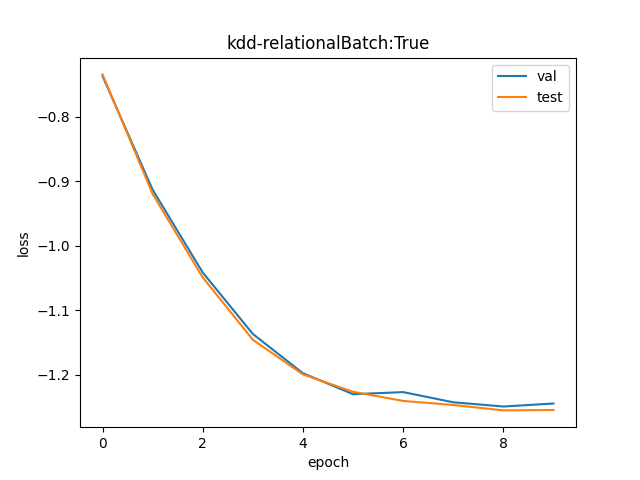 kdd-relationalBatch:True
val
test
−0.8
−0.9
−1.0
−1.1
−1.2
loss
0
2
4
6
8
epoch